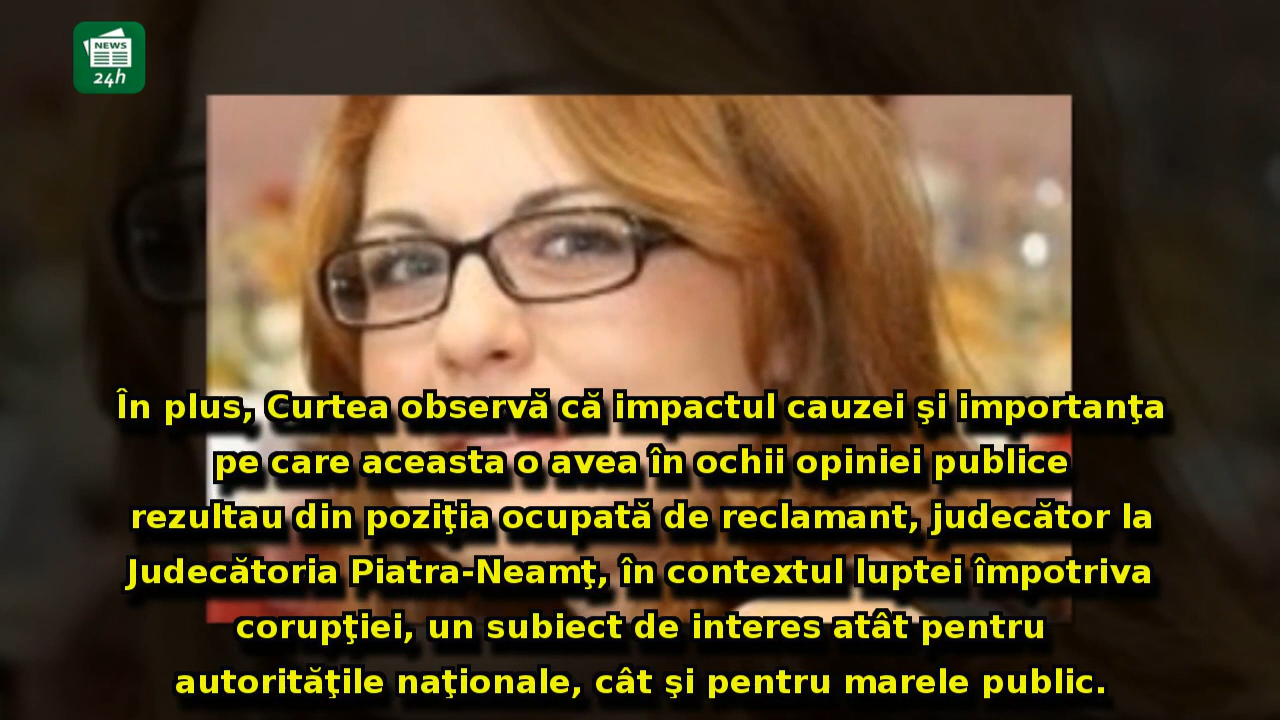 NEWS
24h
În plus, Curtea observă că impactul cauzei şi importanţa
pe care aceasta o avea în ochii opiniei publice
rezultau din poziţia ocupată de reclamant, judecător la
Judecătoria Piatra-Neamţ, în contextul luptei împotriva
corupţiei, un subiect de interes atât pentru
autorităţile naţionale, cât şi pentru marele public.